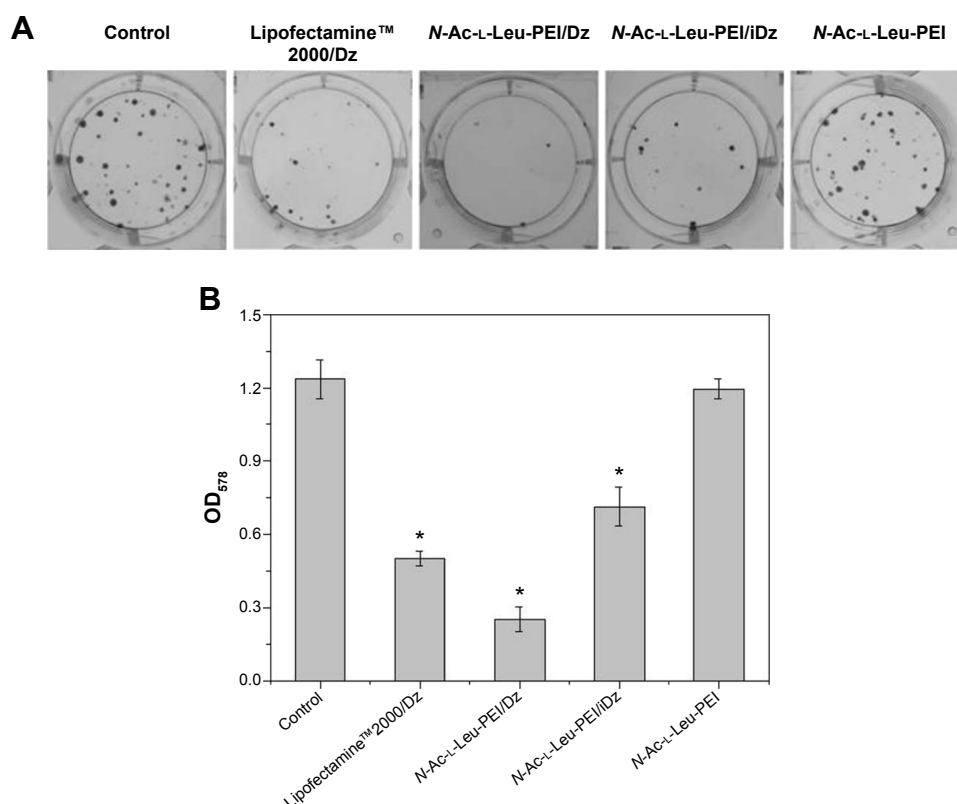 A
Control
Lipofectamine™
2000/Dz
N-Ac-L-Leu-PEI/Dz
N-Ac-L-Leu-PEI/iDz
N-Ac-L-Leu-PEI
B
1.5
1.2
0.9
0.6
0.3
0.0
OD578
*
*
*
Control
Lipofectamine™2000/Dz
N-Ac-L-Leu-PEI/Dz
N-Ac-L-Leu-PEI/iDz
N-Ac-L-Leu-PEI